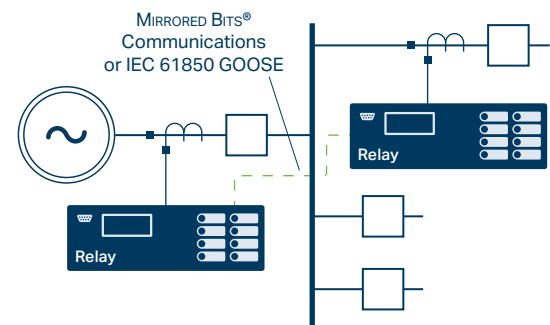 MIRRORED BITS®
Communications
or IEC 61850 GOOSE
Relay
Relay